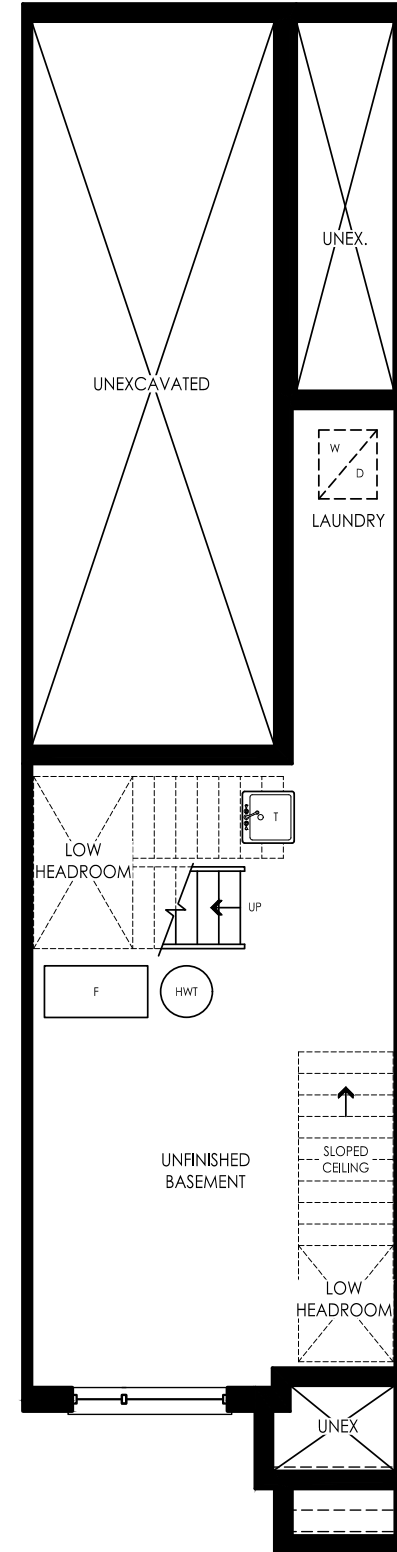 UNEX.
UNEXCAVATED
W
D
LAUNDRY
T
LOW
HEADROOM
UP
F
HWT
SLOPED
CEILING
UNFINISHED
BASEMENT
LOW
HEADROOM
UNEX